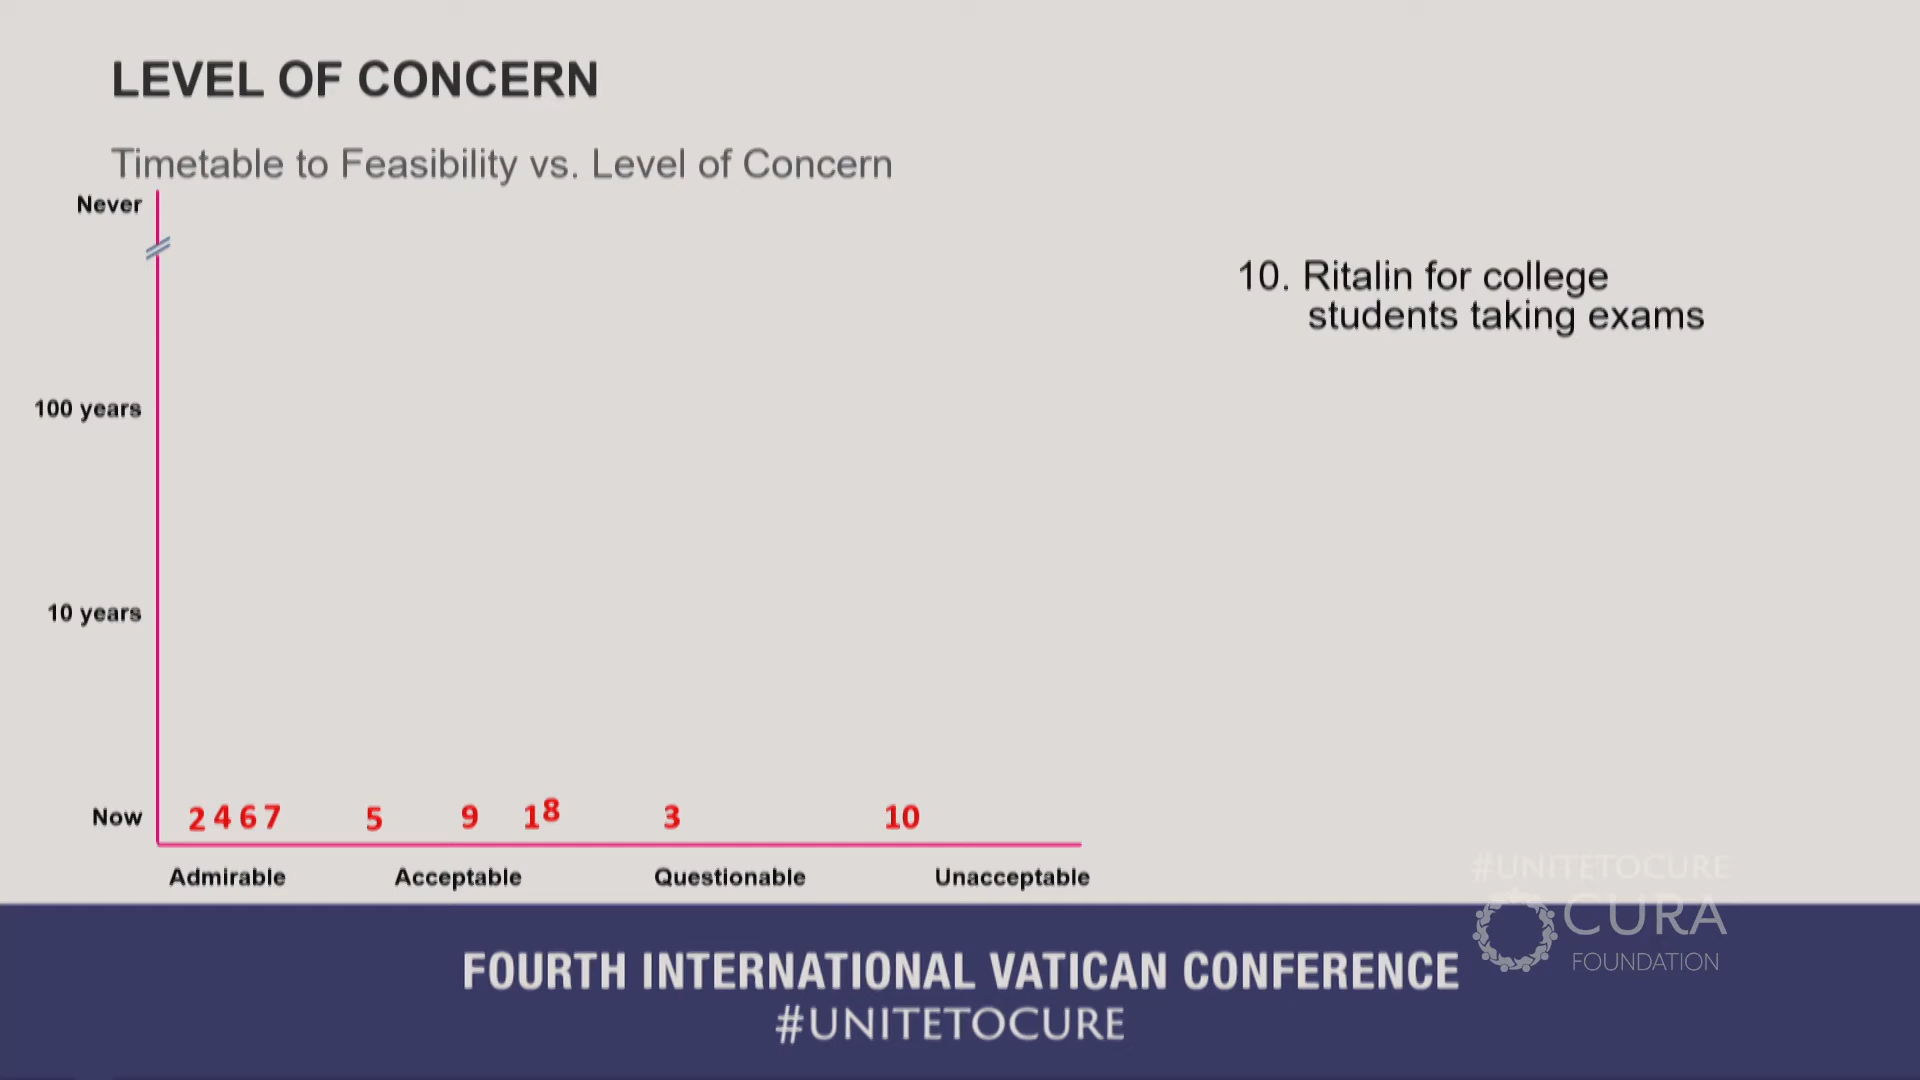 LEVEL OF CONCERN
Timetable to Feasibility vs. Level of Concern
Never
10. Ritalin for college
students taking exams
100 years
10 years
Now
2 4 6 7 5 9 1 8 3 10
Admirable Acceptable Questionable Unacceptable
#UNITETOCURE
CURA
FOUNDATION
FOURTH INTERNATIONAL VATICAN CONFERENCE
#UNITETOCURE